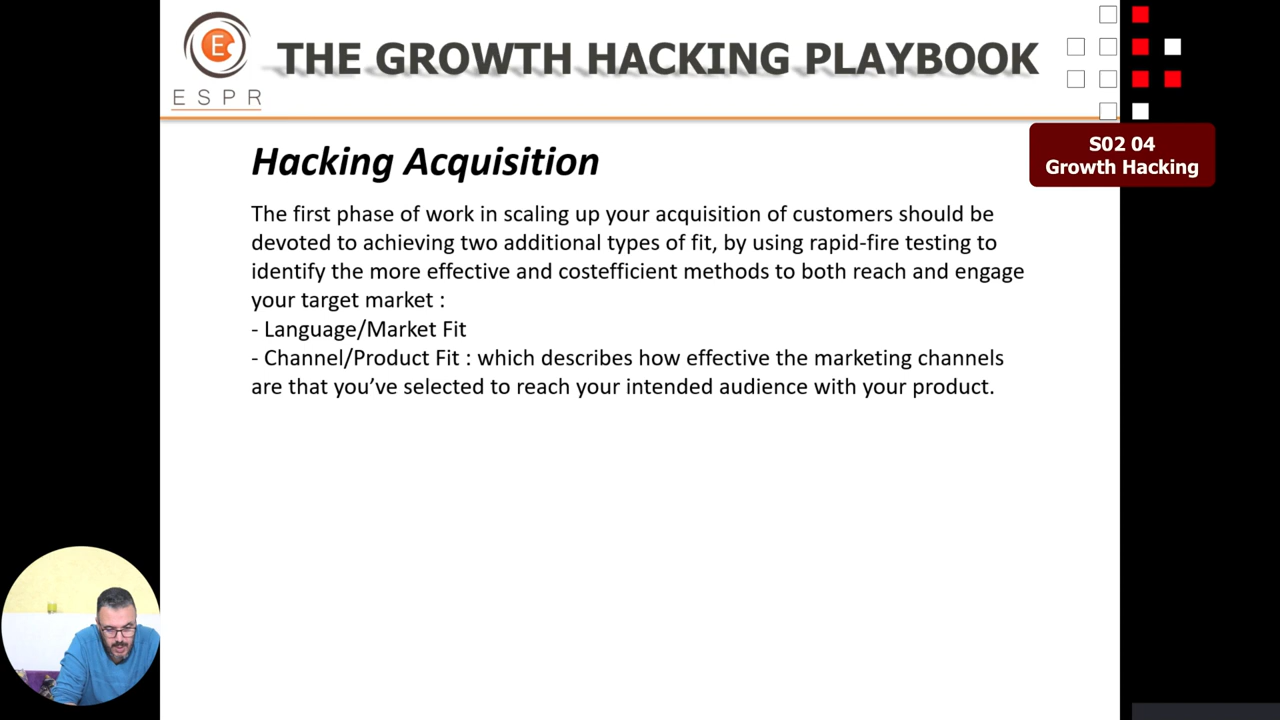 E
ESPR
THE GROWTH HACKING PLAYBOOK
S02 04
Growth Hacking
Hacking Acquisition
The first phase of work in scaling up your acquisition of customers should be
devoted to achieving two additional types of fit, by using rapid-fire testing to
identify the more effective and costefficient methods to both reach and engage
your target market :
- Language/Market Fit
- Channel/Product Fit : which describes how effective the marketing channels
are that you’ve selected to reach your intended audience with your product.